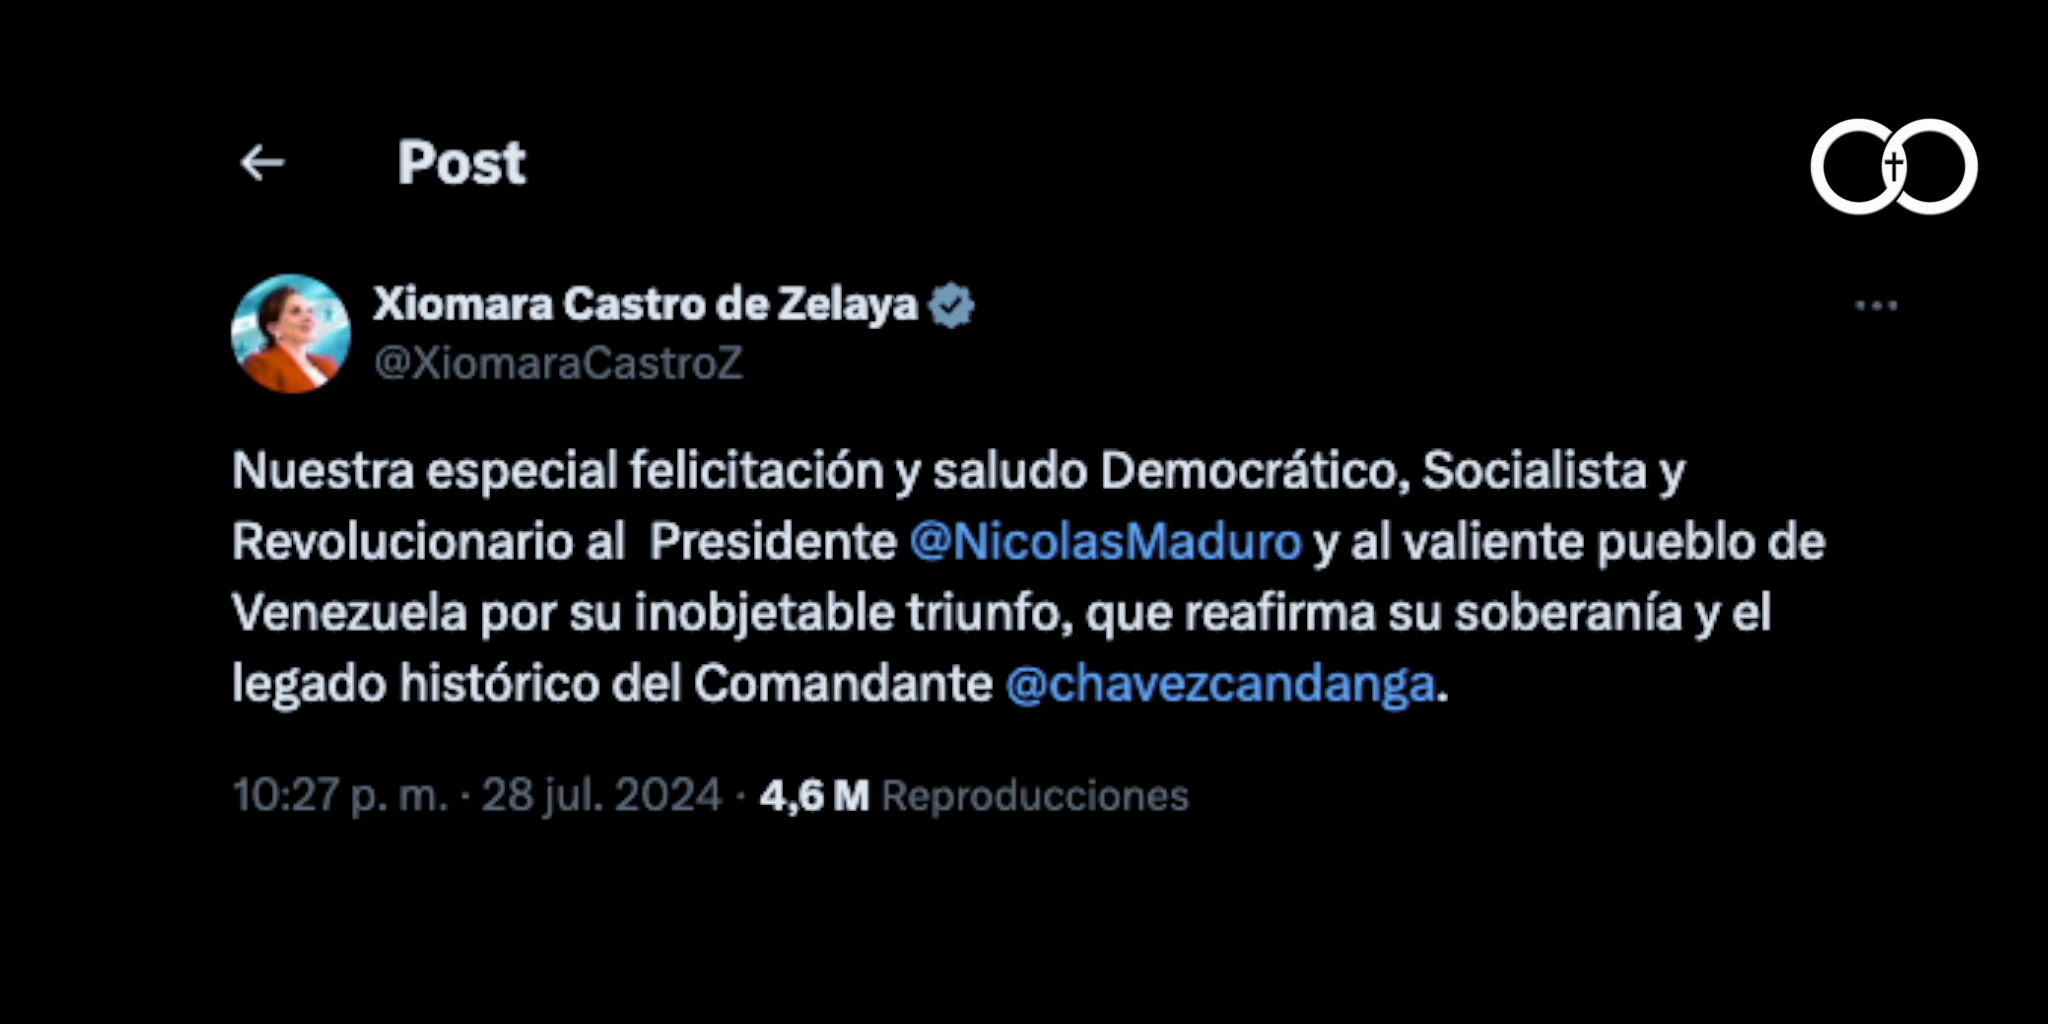 Post
Xiomara Castro de Zelaya
@XiomaraCastroZ
Nuestra especial felicitación y saludo Democrático, Socialista y
Revolucionario al  Presidente @NicolasMaduro y al valiente pueblo de
Venezuela por su inobjetable triunfo, que reafirma su soberanía y el
legado histórico del Comandante @chavezcandanga.
10:27 p. m. · 28 jul. 2024 · 4,6 M Reproducciones